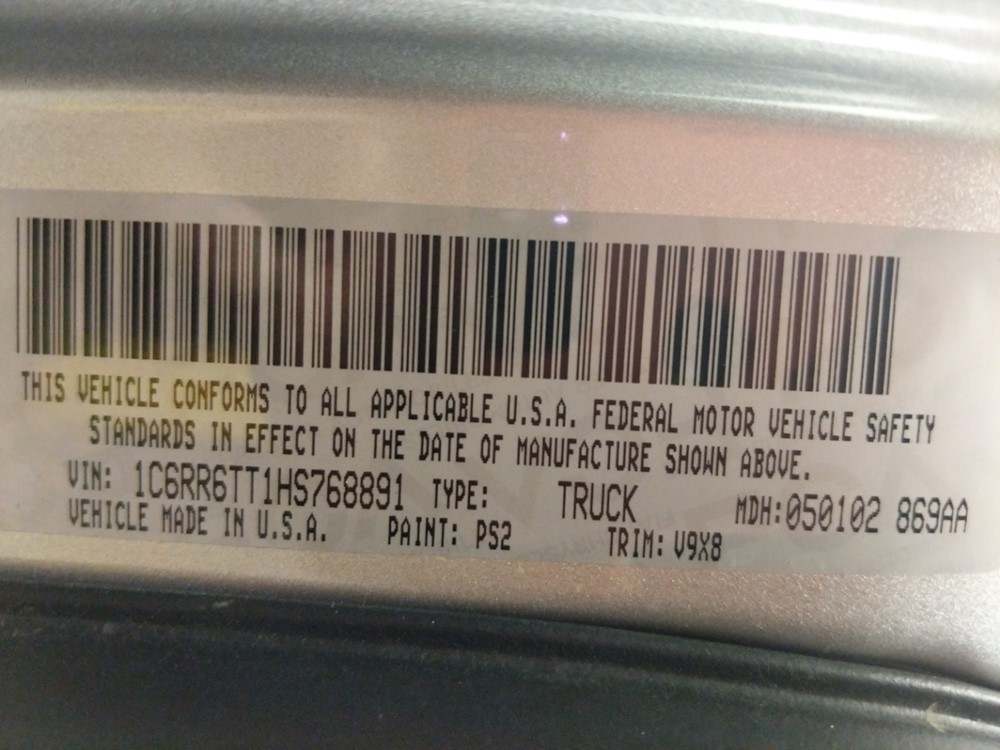 THIS VEHICLE CONFORMS TO ALL APPLICABLE U.S.A. FEDERAL MOTOR VEHICLE SAFETY
STANDARDS IN EFFECT ON THE DATE OF MANUFACTURE SHOWN ABOVE.
VIN: 1C6RR6TT1HS768891 TYPE: TRUCK MDH:050102 869AA
VEHICLE MADE IN U.S.A. PAINT: PS2 TRIM: V9X8